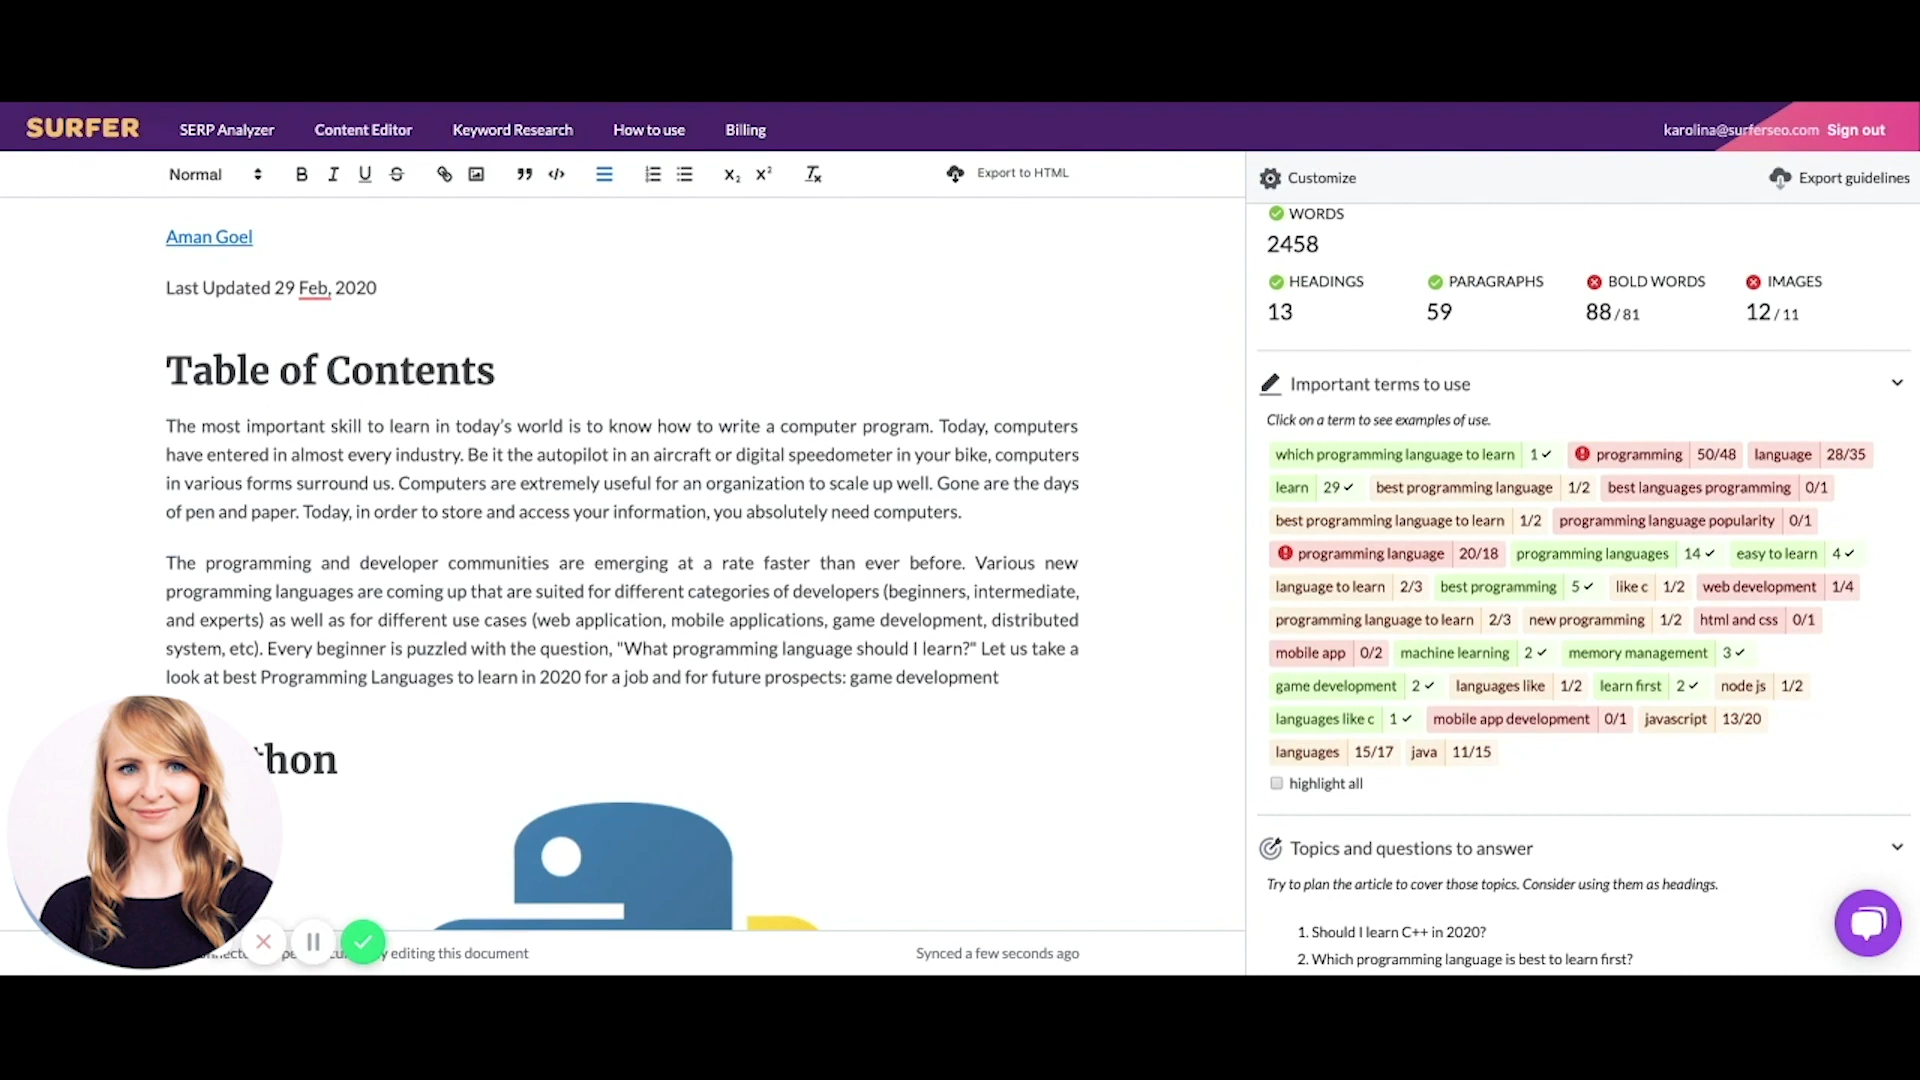 SURFER
SERP Analyzer
Content Editor
Keyword Research
How to use
Billing
karolina@surferseo.com
Sign out
Normal
Export to HTML
Aman Goel
Last Updated 29 Feb, 2020
Table of Contents
The most important skill to learn in today’s world is to know how to write a computer program. Today, computers
have entered in almost every industry. Be it the autopilot in an aircraft or digital speedometer in your bike, computers
in various forms surround us. Computers are extremely useful for an organization to scale up well. Gone are the days
of pen and paper. Today, in order to store and access your information, you absolutely need computers.
The programming and developer communities are emerging at a rate faster than ever before. Various new
programming languages are coming up that are suited for different categories of developers (beginners, intermediate,
and experts) as well as for different use cases (web application, mobile applications, game development, distributed
system, etc). Every beginner is puzzled with the question, "What programming language should I learn?" Let us take a
look at best Programming Languages to learn in 2020 for a job and for future prospects: game development
thon
editing this document
Synced a few seconds ago
Customize
Export guidelines
WORDS
2458
HEADINGS
13
PARAGRAPHS
59
BOLD WORDS
88 / 81
IMAGES
12 / 11
Important terms to use
Click on a term to see examples of use.
which programming language to learn 1 ✓ programming 50/48 language 28/35
learn 29 ✓ best programming language 1/2 best languages programming 0/1
best programming language to learn 1/2 programming language popularity 0/1
programming language 20/18 programming languages 14 ✓ easy to learn 4 ✓
language to learn 2/3 best programming 5 ✓ like c 1/2 web development 1/4
programming language to learn 2/3 new programming 1/2 html and css 0/1
mobile app 0/2 machine learning 2 ✓ memory management 3 ✓
game development 2 ✓ languages like 1/2 learn first 2 ✓ node js 1/2
languages like c 1 ✓ mobile app development 0/1 javascript 13/20
languages 15/17 java 11/15
highlight all
Topics and questions to answer
Try to plan the article to cover those topics. Consider using them as headings.
1. Should I learn C++ in 2020?
2. Which programming language is best to learn first?